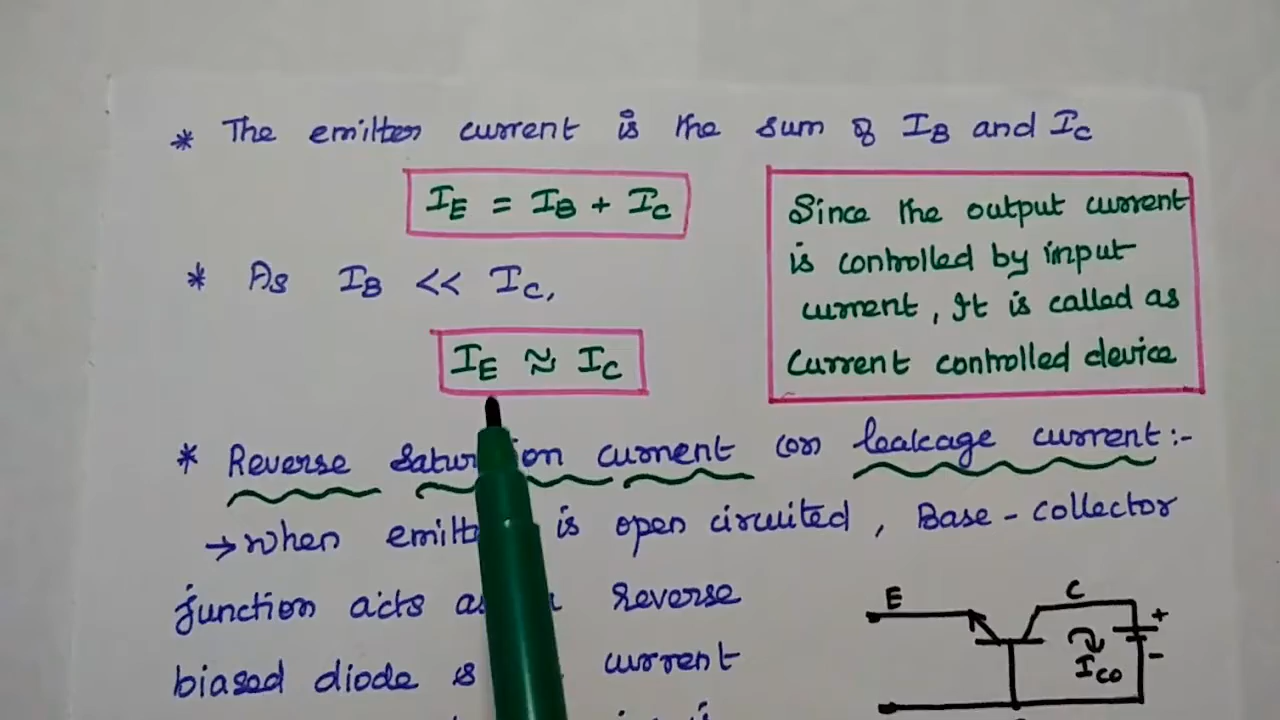 * The emitter current is the sum of I_B and I_C
I_E = I_B + I_C
* As I_B << I_C,
I_E ≈ I_C
Since the output current
is controlled by input
current, It is called as
Current controlled device
* Reverse current (or) leakage current:-
→ When is open circuited, Base-collector
junction acts reverse
biased diode current
E C + - I_CO